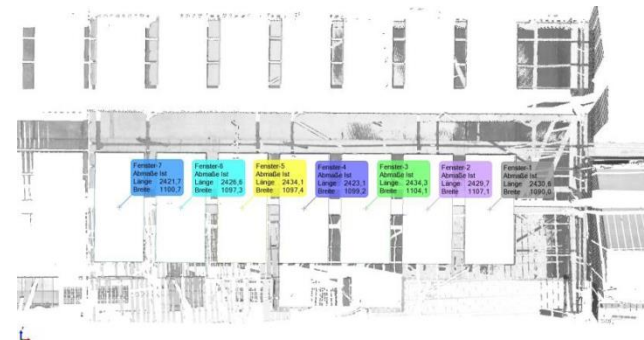 Fenster-7
Abmaße Ist
Länge 2421,7
Breite 1100,7
Fenster-6
Abmaße Ist
Länge 2426,6
Breite 1097,3
Fenster-5
Abmaße Ist
Länge 2434,1
Breite 1097,4
Fenster-4
Abmaße Ist
Länge 2423,1
Breite 1099,2
Fenster-3
Abmaße Ist
Länge 2434,3
Breite 1104,1
Fenster-2
Abmaße Ist
Länge 2429,7
Breite 1107,1
Fenster-1
Abmaße Ist
Länge 2430,6
Breite 1090,0